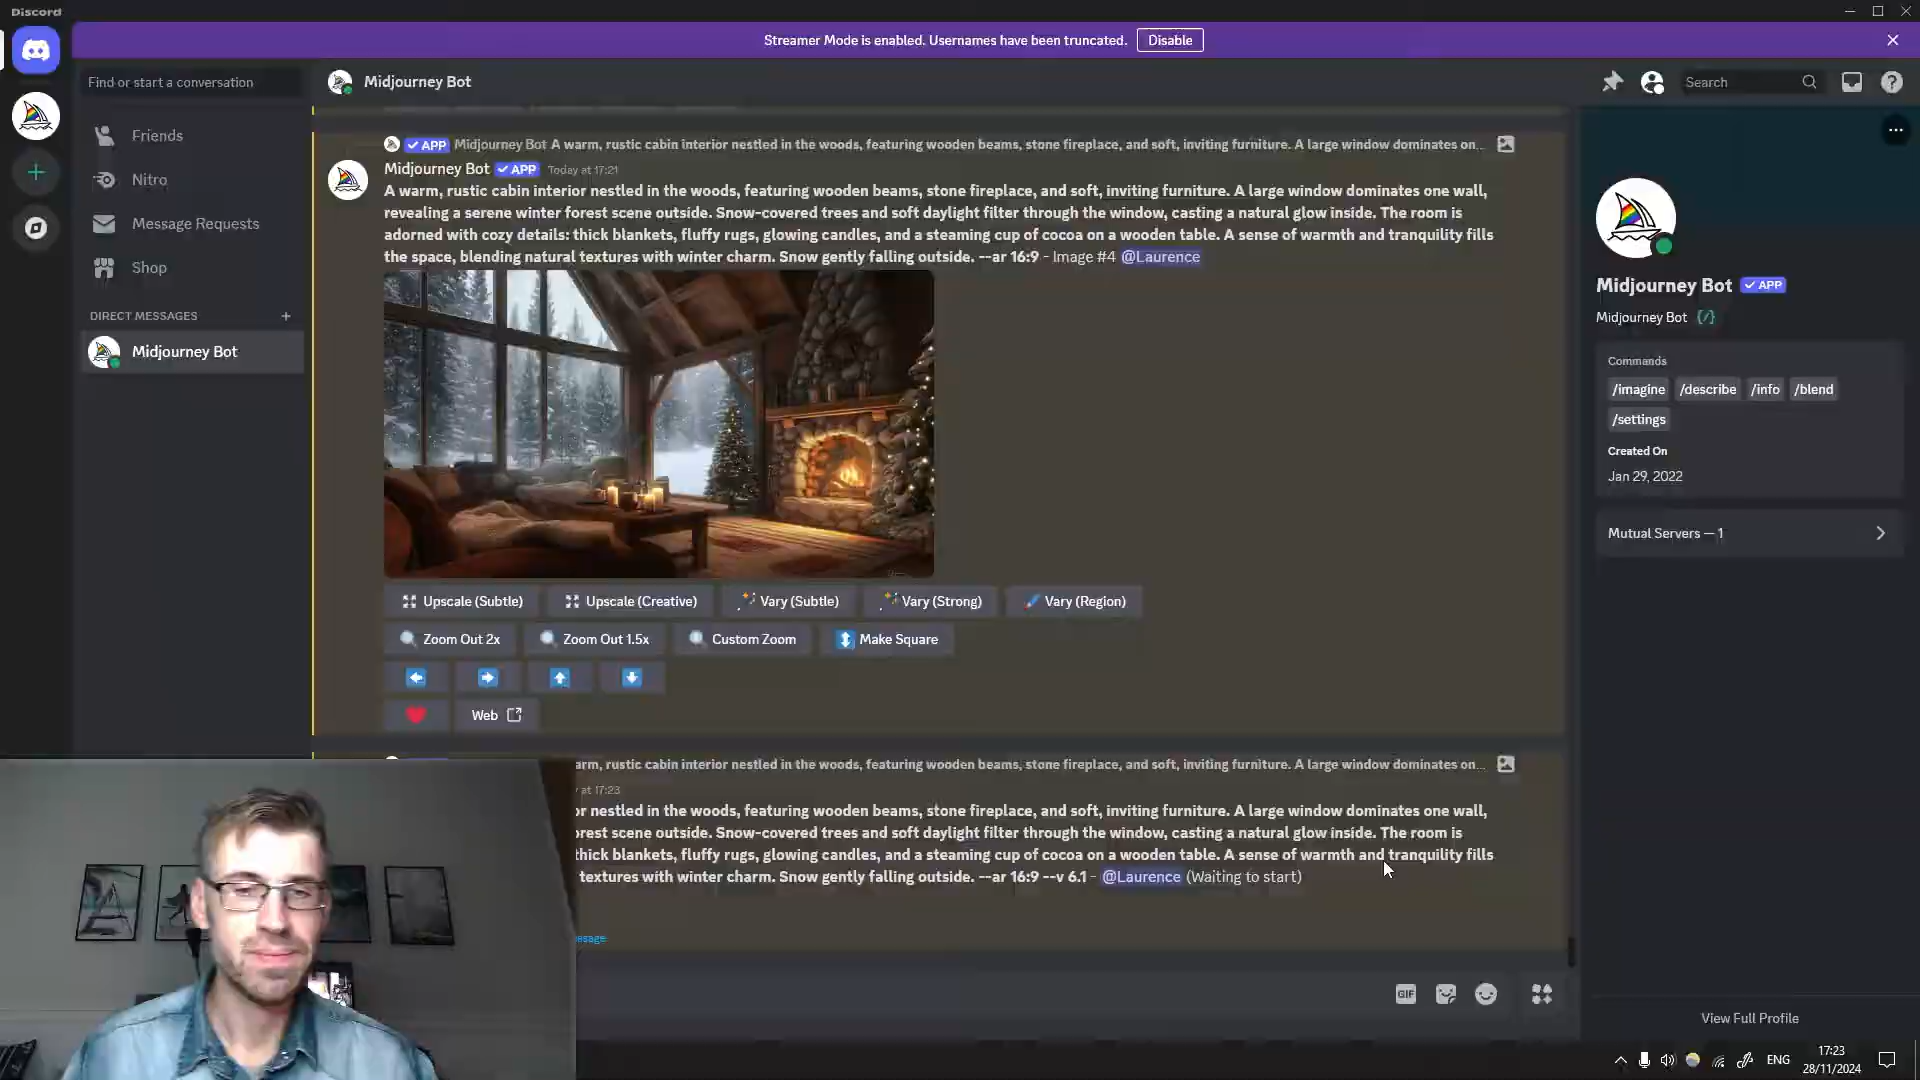 Discord
Streamer Mode is enabled. Usernames have been truncated. Disable
Find or start a conversation
Midjourney Bot
Search
Friends
Nitro
Message Requests
Shop
DIRECT MESSAGES
Midjourney Bot
APP Midjourney Bot A warm, rustic cabin interior nestled in the woods, featuring wooden beams, stone fireplace, and soft, inviting furniture. A large window dominates on...
Midjourney Bot APP Today at 17:21
A warm, rustic cabin interior nestled in the woods, featuring wooden beams, stone fireplace, and soft, inviting furniture. A large window dominates one wall,
revealing a serene winter forest scene outside. Snow-covered trees and soft daylight filter through the window, casting a natural glow inside. The room is
adorned with cozy details: thick blankets, fluffy rugs, glowing candles, and a steaming cup of cocoa on a wooden table. A sense of warmth and tranquility fills
the space, blending natural textures with winter charm. Snow gently falling outside. --ar 16:9 - Image #4 @Laurence
Upscale (Subtle) Upscale (Creative) Vary (Subtle) Vary (Strong) Vary (Region)
Zoom Out 2x Zoom Out 1.5x Custom Zoom Make Square
Web
arm, rustic cabin interior nestled in the woods, featuring wooden beams, stone fireplace, and soft, inviting furniture. A large window dominates on...
at 17:23
or nestled in the woods, featuring wooden beams, stone fireplace, and soft, inviting furniture. A large window dominates one wall,
orest scene outside. Snow-covered trees and soft daylight filter through the window, casting a natural glow inside. The room is
thick blankets, fluffy rugs, glowing candles, and a steaming cup of cocoa on a wooden table. A sense of warmth and tranquility fills
textures with winter charm. Snow gently falling outside. --ar 16:9 --v 6.1 - @Laurence (Waiting to start)
essage
GIF
Midjourney Bot APP
Midjourney Bot {/}
Commands
/imagine /describe /info /blend
/settings
Created On
Jan 29, 2022
Mutual Servers — 1
View Full Profile
ENG
17:23
28/11/2024